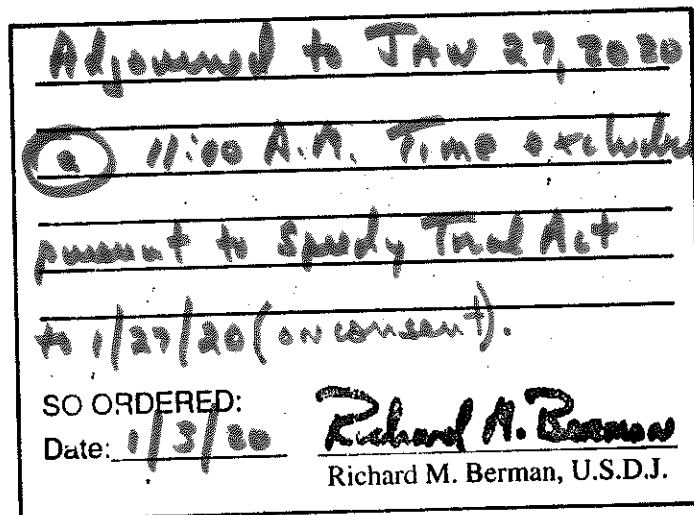 Adjourned to JAN 27, 2020
@ 11:00 A.M. Time excluded
pursuant to Speedy Trial Act
to 1/27/20 (on consent).
SO ORDERED:
Date: 1/3/20
Richard M. Berman
Richard M. Berman, U.S.D.J.